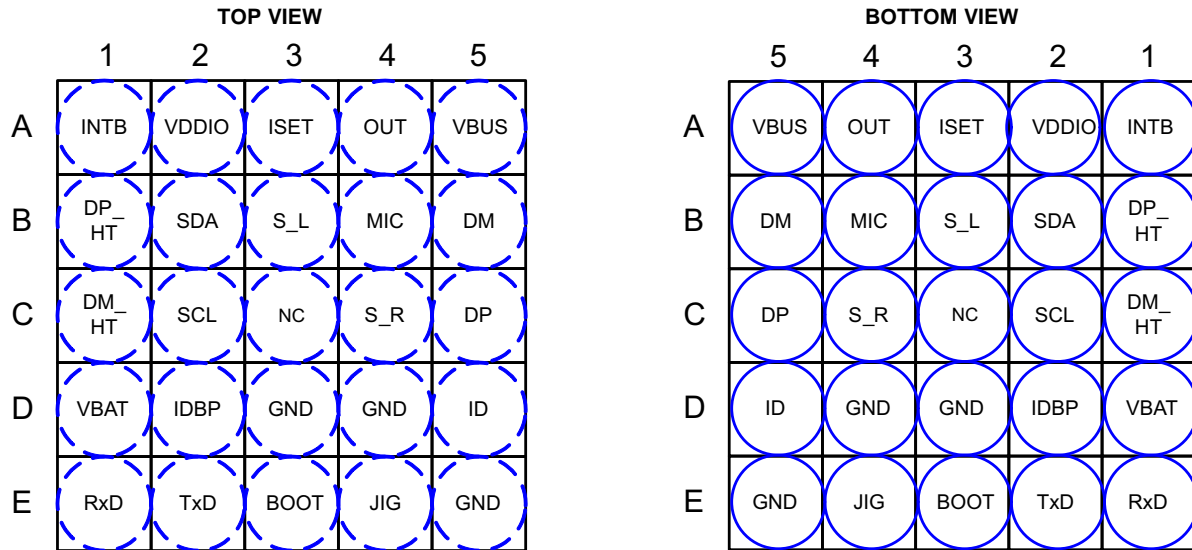 TOP VIEW
1 2 3 4 5
A INTB VDDIO ISET OUT VBUS
B DP_ HT SDA S_L MIC DM
C DM_ HT SCL NC S_R DP
D VBAT IDBP GND GND ID
E RxD TxD BOOT JIG GND
BOTTOM VIEW
5 4 3 2 1
A VBUS OUT ISET VDDIO INTB
B DM MIC S_L SDA DP_ HT
C DP S_R NC SCL DM_ HT
D ID GND GND IDBP VBAT
E GND JIG BOOT TxD RxD